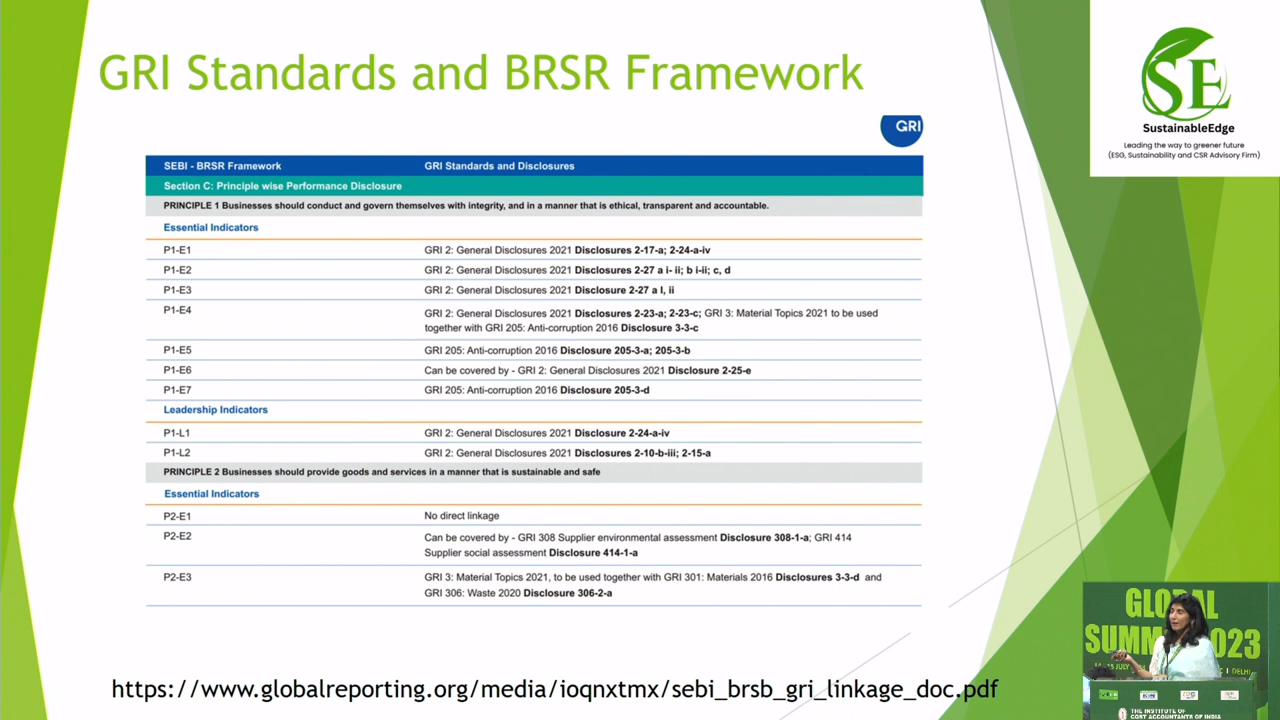 GRI Standards and BRSR Framework
SE
SustainableEdge
Leading the way to greener future
(ESG, Sustainability and CSR Advisory Firm)
GRI
SEBI - BRSR Framework GRI Standards and Disclosures
Section C: Principle wise Performance Disclosure
PRINCIPLE 1 Businesses should conduct and govern themselves with integrity, and in a manner that is ethical, transparent and accountable.
Essential Indicators
P1-E1 GRI 2: General Disclosures 2021 Disclosures 2-17-a; 2-24-a-iv
P1-E2 GRI 2: General Disclosures 2021 Disclosures 2-27 a i- ii; b i-ii; c, d
P1-E3 GRI 2: General Disclosures 2021 Disclosure 2-27 a I, ii
P1-E4 GRI 2: General Disclosures 2021 Disclosures 2-23-a; 2-23-c; GRI 3: Material Topics 2021 to be used
together with GRI 205: Anti-corruption 2016 Disclosure 3-3-c
P1-E5 GRI 205: Anti-corruption 2016 Disclosure 205-3-a; 205-3-b
P1-E6 Can be covered by - GRI 2: General Disclosures 2021 Disclosure 2-25-e
P1-E7 GRI 205: Anti-corruption 2016 Disclosure 205-3-d
Leadership Indicators
P1-L1 GRI 2: General Disclosures 2021 Disclosure 2-24-a-iv
P1-L2 GRI 2: General Disclosures 2021 Disclosures 2-10-b-iii; 2-15-a
PRINCIPLE 2 Businesses should provide goods and services in a manner that is sustainable and safe
Essential Indicators
P2-E1 No direct linkage
P2-E2 Can be covered by - GRI 308 Supplier environmental assessment Disclosure 308-1-a; GRI 414
Supplier social assessment Disclosure 414-1-a
P2-E3 GRI 3: Material Topics 2021, to be used together with GRI 301: Materials 2016 Disclosures 3-3-d and
GRI 306: Waste 2020 Disclosure 306-2-a
https://www.globalreporting.org/media/ioqnxtmx/sebi_brsb_gri_linkage_doc.pdf
GLOBAL
SUMM 2023
JULY
DELHI
THE INSTITUTE OF
COST ACCOUNTANTS OF INDIA